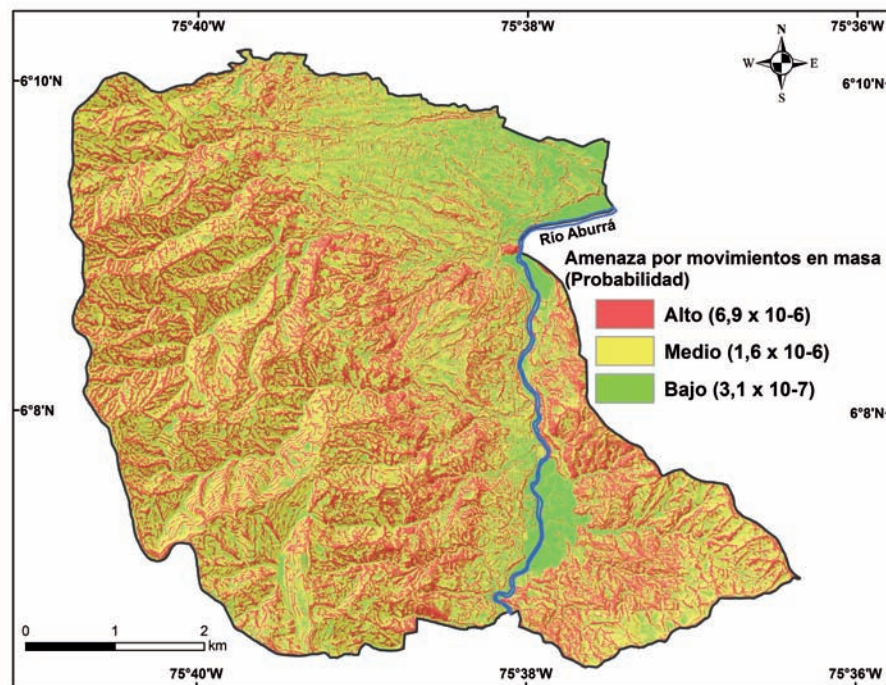 75°40'W
75°38'W
75°36'W
6°10'N
6°10'N
N
W
E
S
Río Aburrá
Amenaza por movimientos en masa
(Probabilidad)
Alto (6,9 x 10-6)
Medio (1,6 x 10-6)
Bajo (3,1 x 10-7)
6°8'N
6°8'N
0 1 2
km
75°40'W
75°38'W
75°36'W